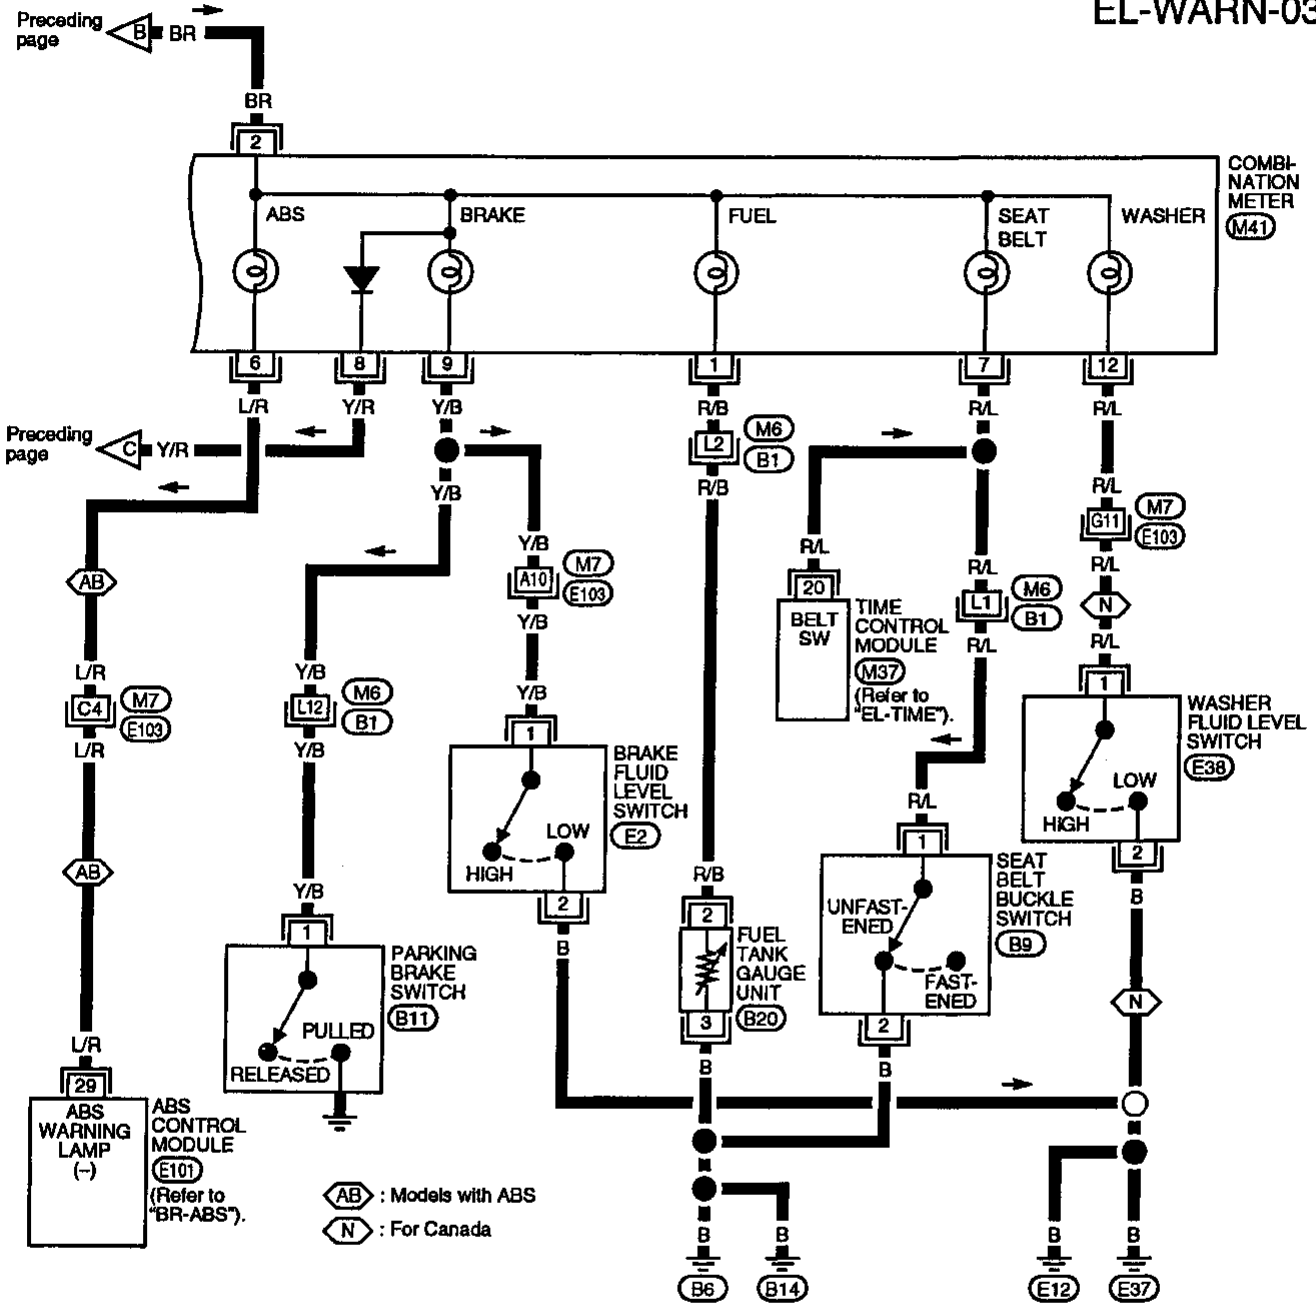 EL-WARN-03
Preceding
page
B
BR
BR
2
COMBI-
NATION
METER
M41
ABS
BRAKE
FUEL
SEAT
BELT
WASHER
6
8
9
1
7
12
L/R
Y/R
Y/B
R/B
R/L
R/L
Preceding
page
C
Y/R
L2
M6
B1
Y/B
R/B
R/L
G11
M7
E103
R/L
Y/B
A10
M7
E103
Y/B
R/L
20
BELT
SW
TIME
CONTROL
MODULE
M37
(Refer to
"EL-TIME").
R/L
L1
M6
B1
R/L
N
R/L
AB
L/R
C4
M7
E103
L/R
Y/B
L12
M6
B1
Y/B
Y/B
1
BRAKE
FLUID
LEVEL
SWITCH
E2
LOW
HIGH
2
B
1
WASHER
FLUID LEVEL
SWITCH
E38
LOW
HIGH
2
B
AB
Y/B
1
PARKING
BRAKE
SWITCH
B11
PULLED
RELEASED
R/B
2
FUEL
TANK
GAUGE
UNIT
B20
3
B
R/L
1
SEAT
BELT
BUCKLE
SWITCH
B9
UNFAST-
ENED
FAST-
ENED
2
B
N
L/R
29
ABS
WARNING
LAMP
(–)
ABS
CONTROL
MODULE
E101
(Refer to
"BR-ABS").
AB : Models with ABS
N : For Canada
B
B
B
B
B6
B14
E12
E37